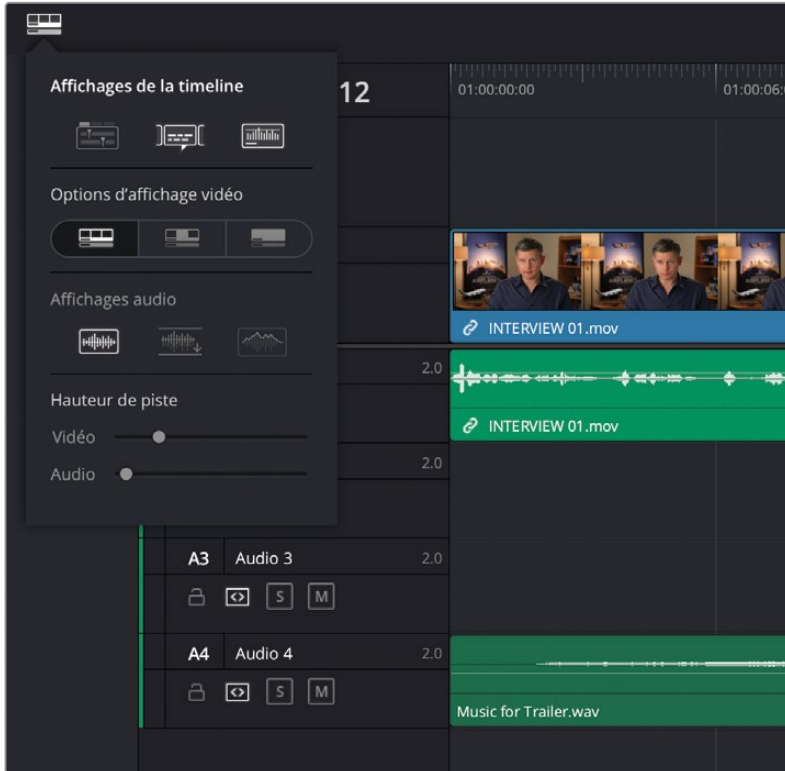 Affichages de la timeline
12
01:00:00:00
01:00:06:
Options d'affichage vidéo
Affichages audio
INTERVIEW 01.mov
2.0
Hauteur de piste
INTERVIEW 01.mov
Vidéo
2.0
Audio
A3 Audio 3 2.0
S M
A4 Audio 4 2.0
S M
Music for Trailer.wav